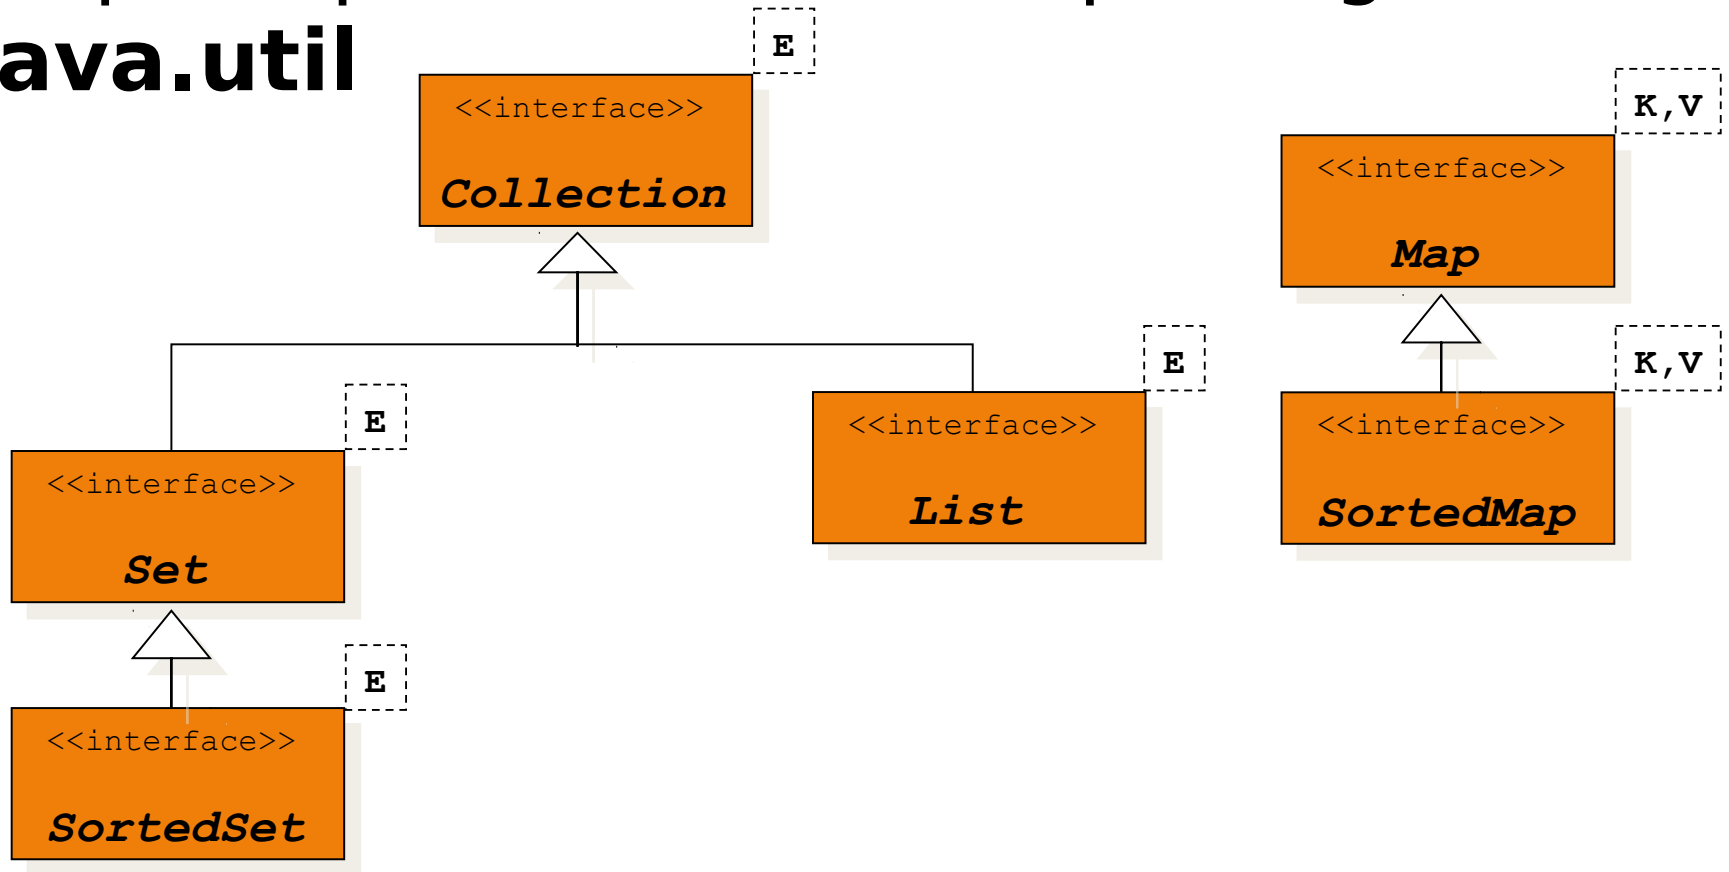 ava.util
E
<<interface>>
Collection
K,V
<<interface>>
Map
E
<<interface>>
Set
E
<<interface>>
List
K,V
<<interface>>
SortedMap
E
<<interface>>
SortedSet